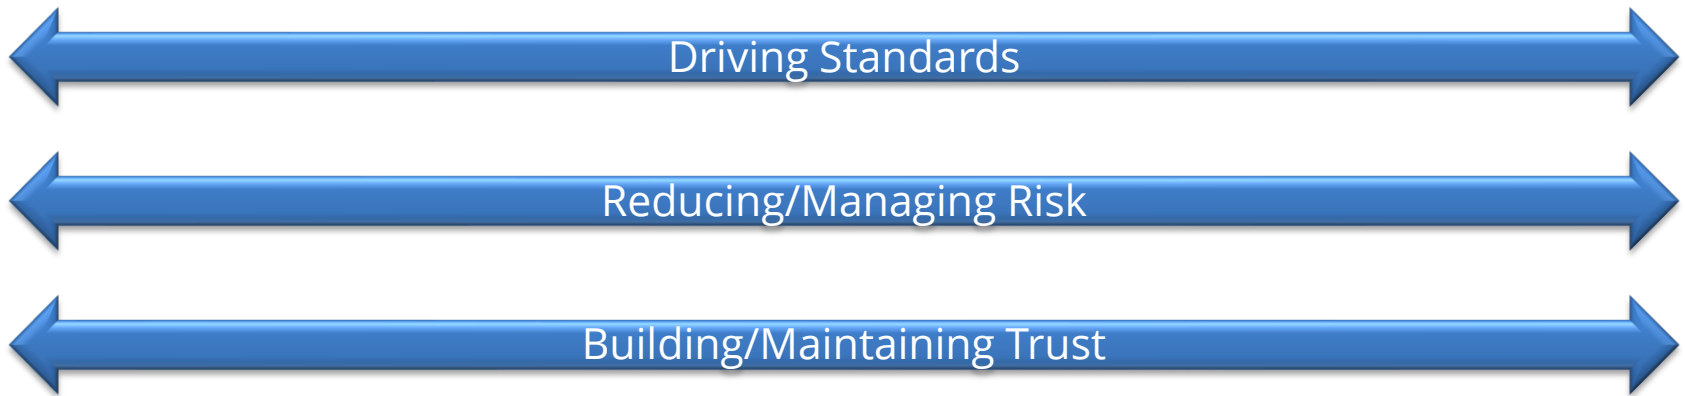 Driving Standards
Reducing/Managing Risk
Building/Maintaining Trust